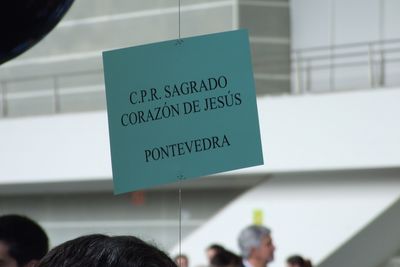 C.P.R. SAGRADO
CORAZÓN DE JESÚS
PONTEVEDRA